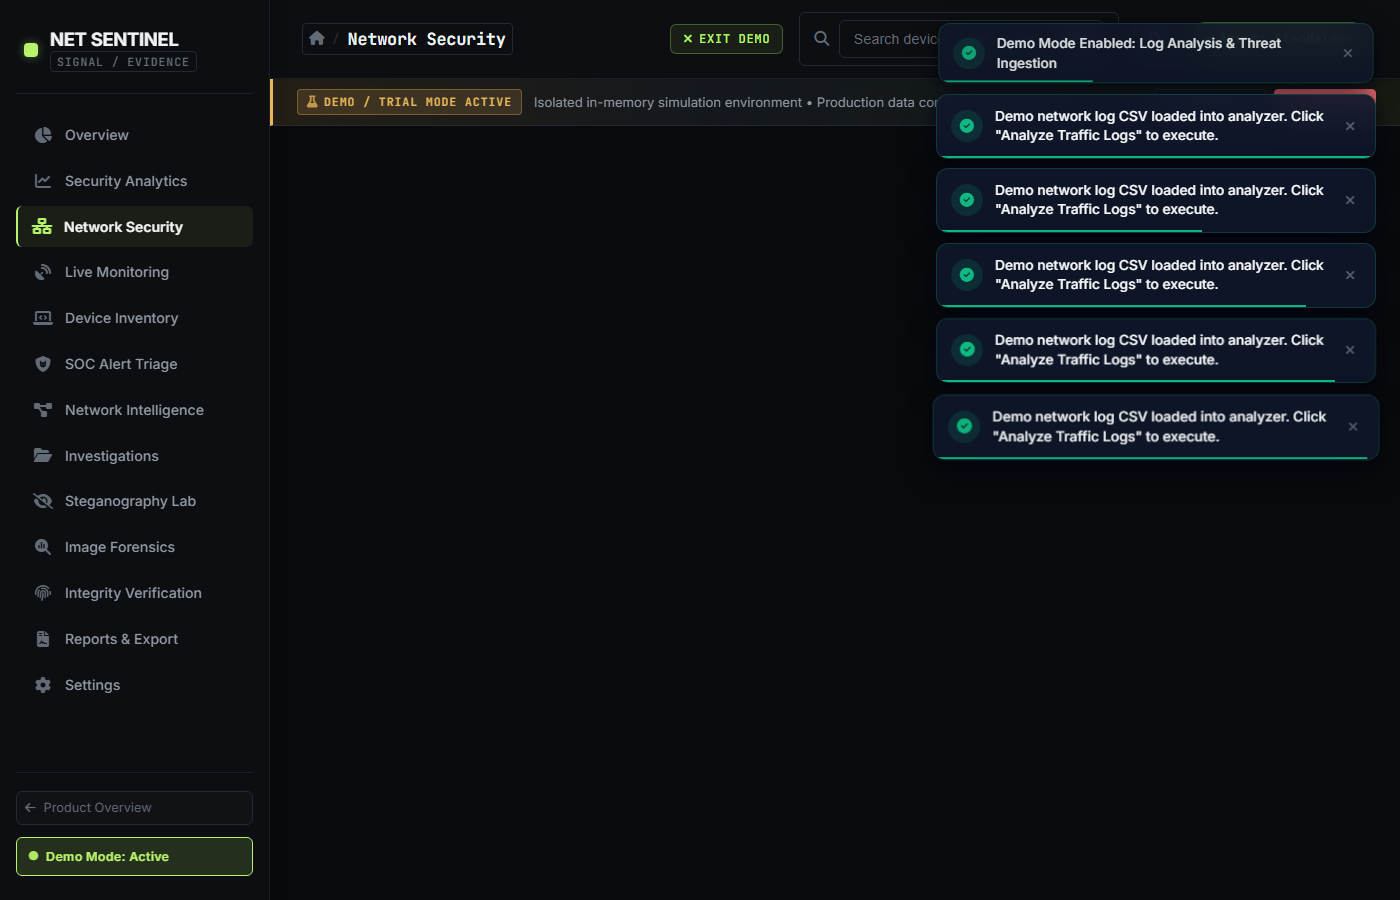 NET SENTINEL
SIGNAL / EVIDENCE
Overview
Security Analytics
Network Security
Live Monitoring
Device Inventory
SOC Alert Triage
Network Intelligence
Investigations
Steganography Lab
Image Forensics
Integrity Verification
Reports & Export
Settings
Product Overview
Demo Mode: Active
/ Network Security
EXIT DEMO
Search devic
DEMO / TRIAL MODE ACTIVE
Isolated in-memory simulation environment • Production data con
Demo Mode Enabled: Log Analysis & Threat
Ingestion
Demo network log CSV loaded into analyzer. Click
"Analyze Traffic Logs" to execute.
Demo network log CSV loaded into analyzer. Click
"Analyze Traffic Logs" to execute.
Demo network log CSV loaded into analyzer. Click
"Analyze Traffic Logs" to execute.
Demo network log CSV loaded into analyzer. Click
"Analyze Traffic Logs" to execute.
Demo network log CSV loaded into analyzer. Click
"Analyze Traffic Logs" to execute.